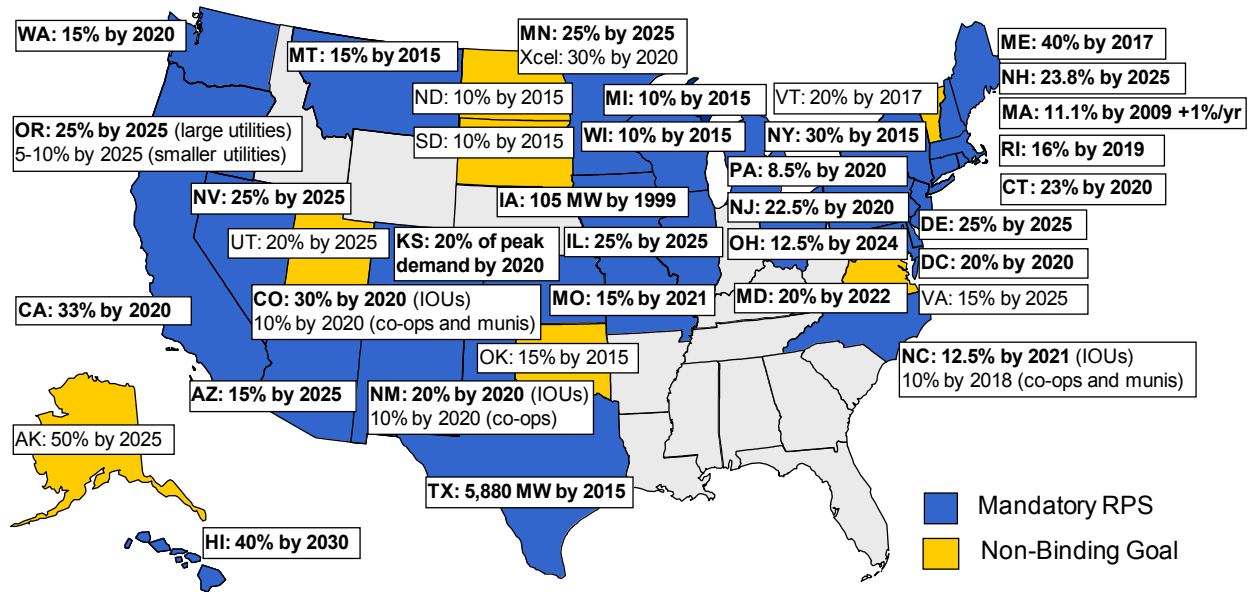 WA: 15% by 2020
MT: 15% by 2015
MN: 25% by 2025
Xcel: 30% by 2020
ME: 40% by 2017
NH: 23.8% by 2025
ND: 10% by 2015
MI: 10% by 2015
VT: 20% by 2017
MA: 11.1% by 2009 +1%/yr
OR: 25% by 2025 (large utilities)
5-10% by 2025 (smaller utilities)
SD: 10% by 2015
WI: 10% by 2015
NY: 30% by 2015
RI: 16% by 2019
PA: 8.5% by 2020
CT: 23% by 2020
NV: 25% by 2025
IA: 105 MW by 1999
NJ: 22.5% by 2020
DE: 25% by 2025
UT: 20% by 2025
KS: 20% of peak
demand by 2020
IL: 25% by 2025
OH: 12.5% by 2024
DC: 20% by 2020
CA: 33% by 2020
CO: 30% by 2020 (IOUs)
10% by 2020 (co-ops and munis)
MO: 15% by 2021
MD: 20% by 2022
VA: 15% by 2025
OK: 15% by 2015
NC: 12.5% by 2021 (IOUs)
10% by 2018 (co-ops and munis)
AZ: 15% by 2025
NM: 20% by 2020 (IOUs)
10% by 2020 (co-ops)
AK: 50% by 2025
TX: 5,880 MW by 2015
HI: 40% by 2030
Mandatory RPS
Non-Binding Goal